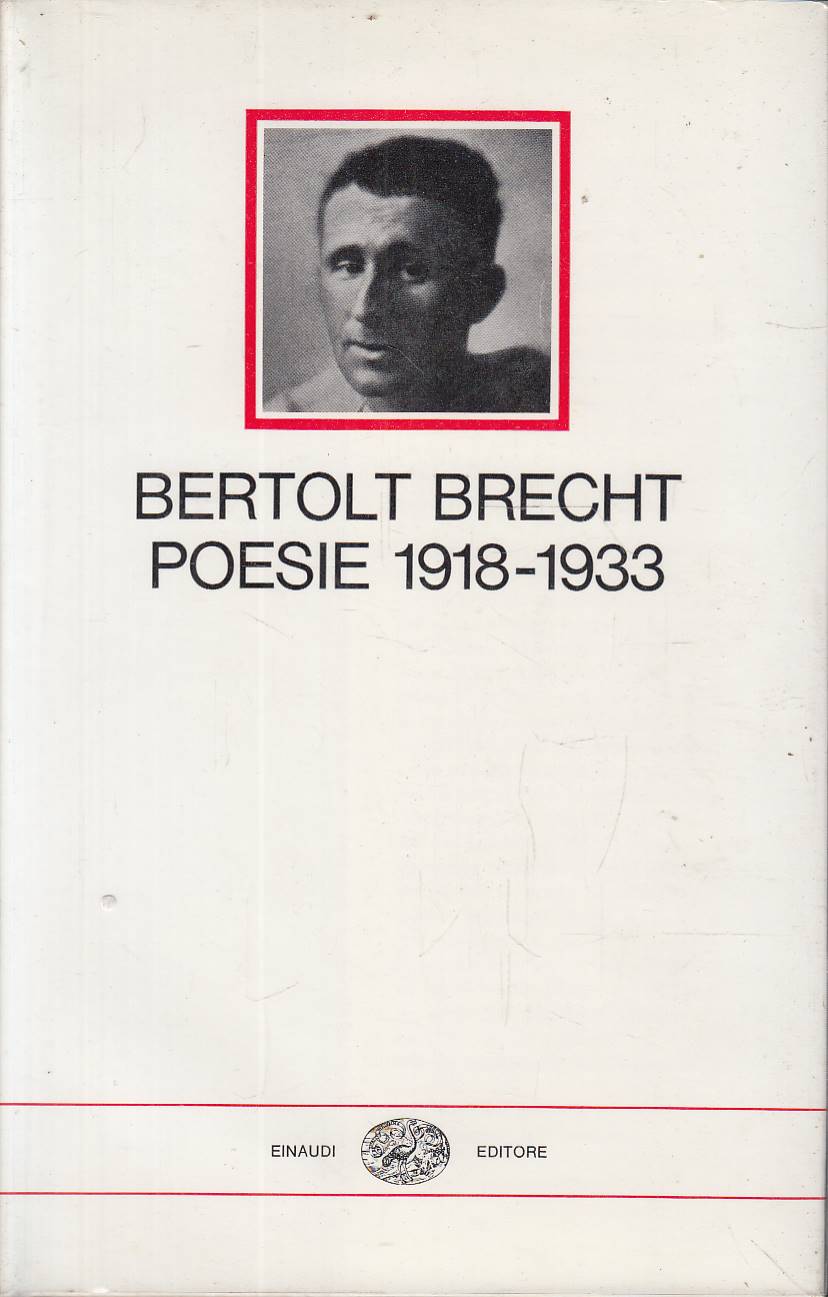 BERTOLT BRECHT
POESIE 1918-1933
EINAUDI EDITORE